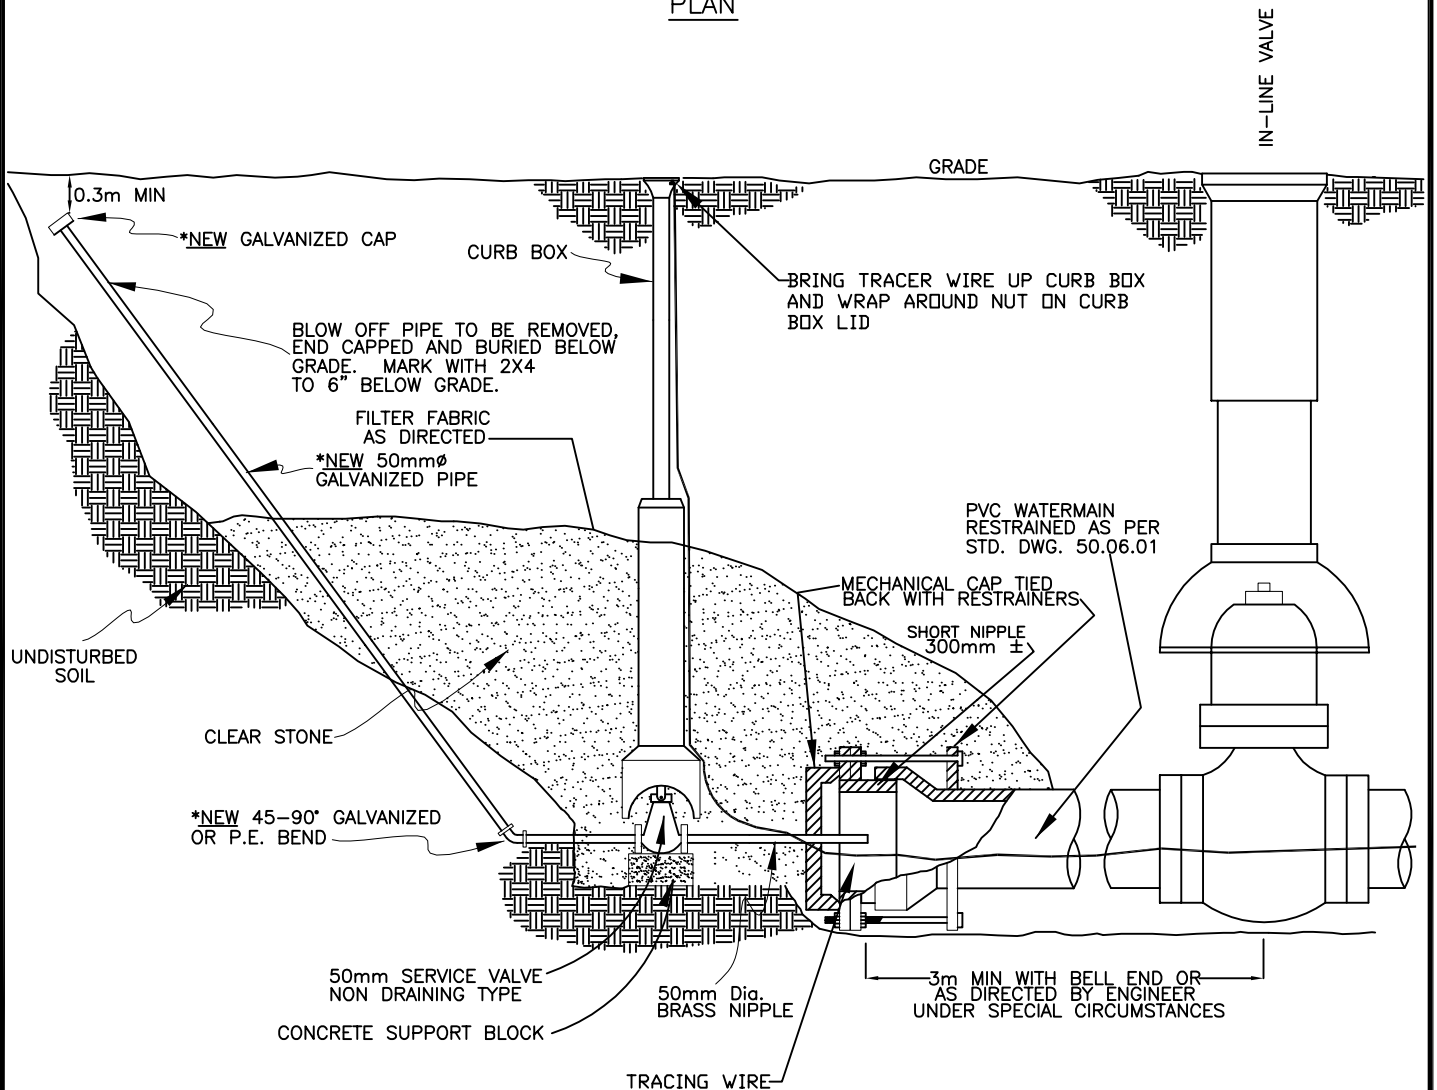 PLAN
IN-LINE VALVE
GRADE
0.3m MIN
*NEW GALVANIZED CAP
CURB BOX
BRING TRACER WIRE UP CURB BOX
AND WRAP AROUND NUT ON CURB
BOX LID
BLOW OFF PIPE TO BE REMOVED,
END CAPPED AND BURIED BELOW
GRADE. MARK WITH 2X4
TO 6" BELOW GRADE.
FILTER FABRIC
AS DIRECTED
*NEW 50mmø
GALVANIZED PIPE
PVC WATERMAIN
RESTRAINED AS PER
STD. DWG. 50.06.01
MECHANICAL CAP TIED
BACK WITH RESTRAINERS
SHORT NIPPLE
300mm ±
UNDISTURBED
SOIL
CLEAR STONE
*NEW 45-90° GALVANIZED
OR P.E. BEND
50mm SERVICE VALVE
NON DRAINING TYPE
50mm Dia.
BRASS NIPPLE
3m MIN WITH BELL END OR
AS DIRECTED BY ENGINEER
UNDER SPECIAL CIRCUMSTANCES
CONCRETE SUPPORT BLOCK
TRACING WIRE